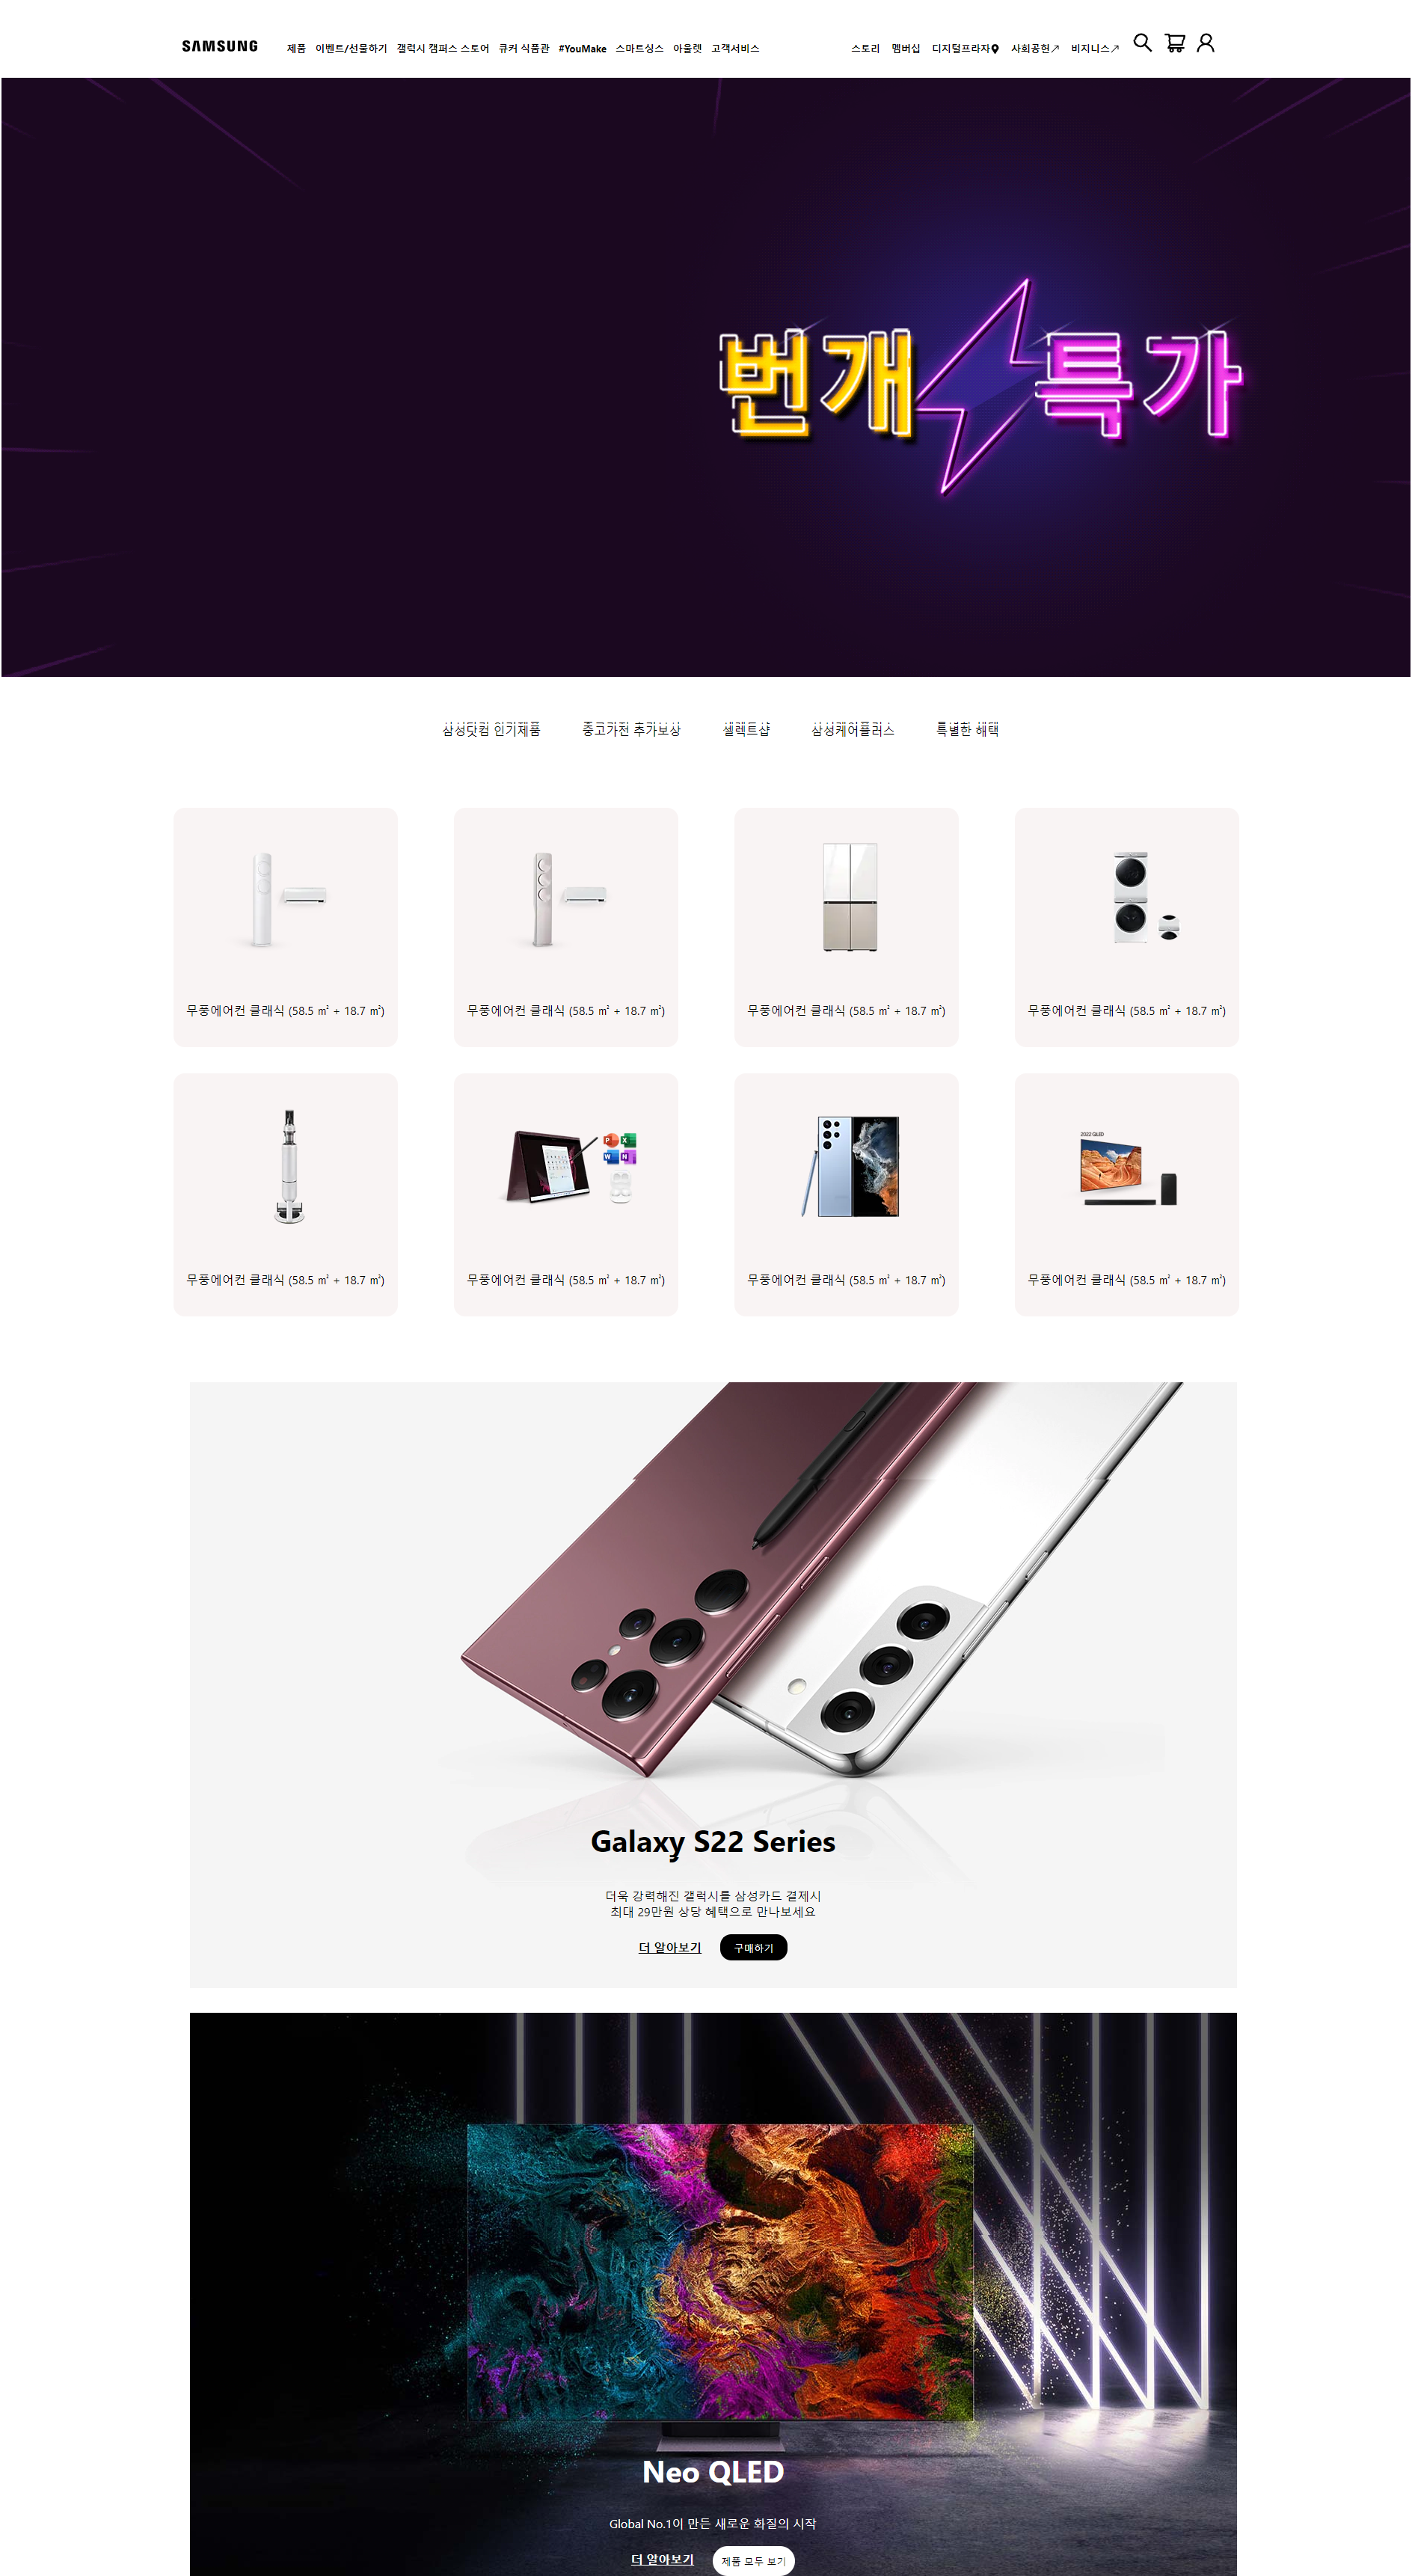 SAMSUNG 제품 이벤트/선물하기 갤럭시 캠퍼스 스토어 큐커 식품관 #YouMake 스마트싱스 아울렛 고객서비스 스토리 멤버십 디지털프라자 사회공헌↗ 비지니스↗
번개 특가
삼성닷컴 인기제품 중고가전 추가보상 셀렉트샵 삼성케어플러스 특별한 해택
무풍에어컨 클래식 (58.5 ㎡ + 18.7 ㎡) 무풍에어컨 클래식 (58.5 ㎡ + 18.7 ㎡) 무풍에어컨 클래식 (58.5 ㎡ + 18.7 ㎡) 무풍에어컨 클래식 (58.5 ㎡ + 18.7 ㎡)
P X
W N
2022 QLED
무풍에어컨 클래식 (58.5 ㎡ + 18.7 ㎡) 무풍에어컨 클래식 (58.5 ㎡ + 18.7 ㎡) 무풍에어컨 클래식 (58.5 ㎡ + 18.7 ㎡) 무풍에어컨 클래식 (58.5 ㎡ + 18.7 ㎡)
Galaxy S22 Series
더욱 강력해진 갤럭시를 삼성카드 결제시
최대 29만원 상당 혜택으로 만나보세요
더 알아보기 구매하기
Neo QLED
Global No.1이 만든 새로운 화질의 시작
더 알아보기 제품 모두 보기